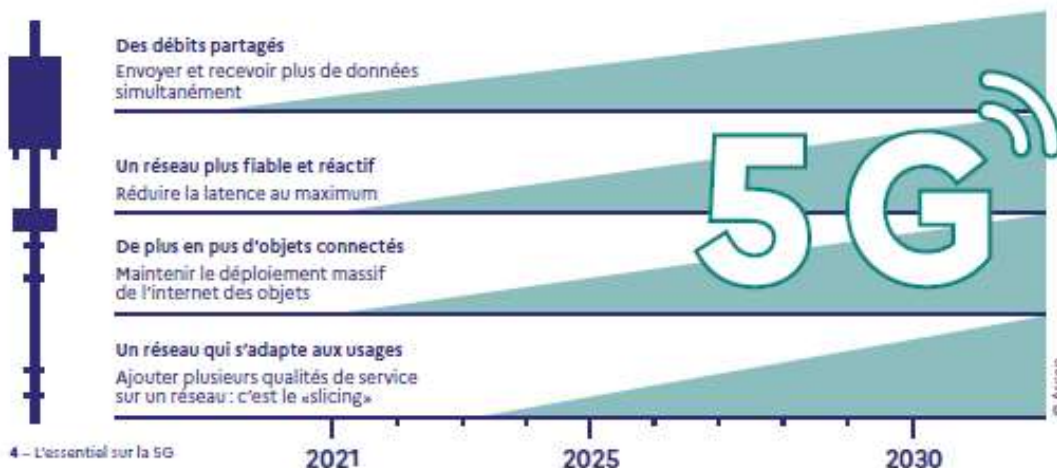 Des débits partagés
Envoyer et recevoir plus de données
simultanément
Un réseau plus fiable et réactif
Réduire la latence au maximum
5G
De plus en pus d'objets connectés
Maintenir le déploiement massif
de l'internet des objets
Un réseau qui s'adapte aux usages
Ajouter plusieurs qualités de service
sur un réseau : c'est le «slicing»
4 – L'essentiel sur la 5G
2021
2025
2030